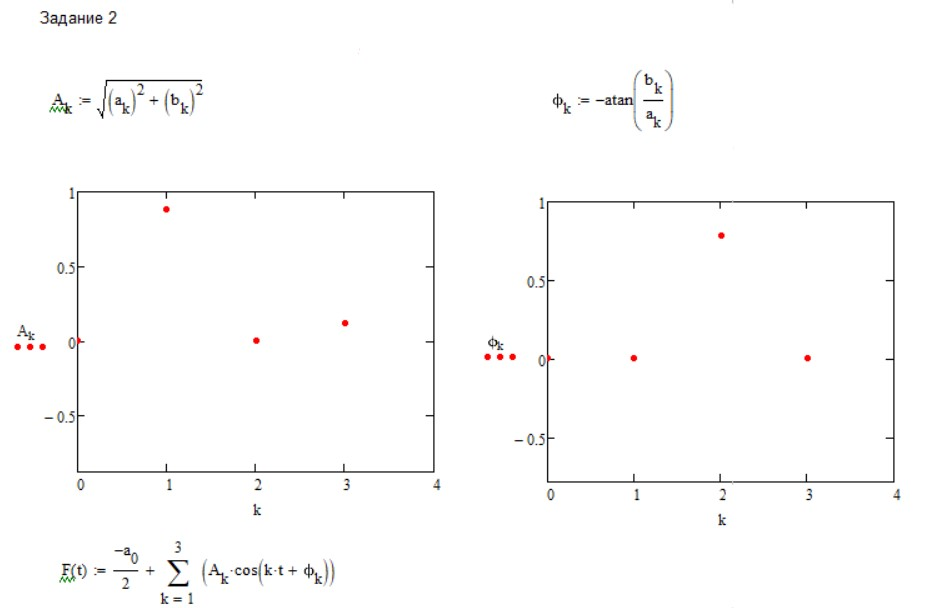 Задание 2
A_k := √((a_k)^2 + (b_k)^2)
ϕ_k := −atan(b_k / a_k)
1
0.5
A_k
0
− 0.5
0 1 2 3 4
k
1
0.5
ϕ_k
0
− 0.5
0 1 2 3 4
k
F(t) := −a_0 / 2 + ∑_{k = 1}^{3} (A_k·cos(k·t + ϕ_k))